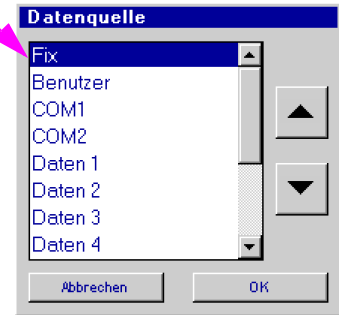 Datenquelle
Fix
Benutzer
COM1
COM2
Daten 1
Daten 2
Daten 3
Daten 4
Abbrechen OK